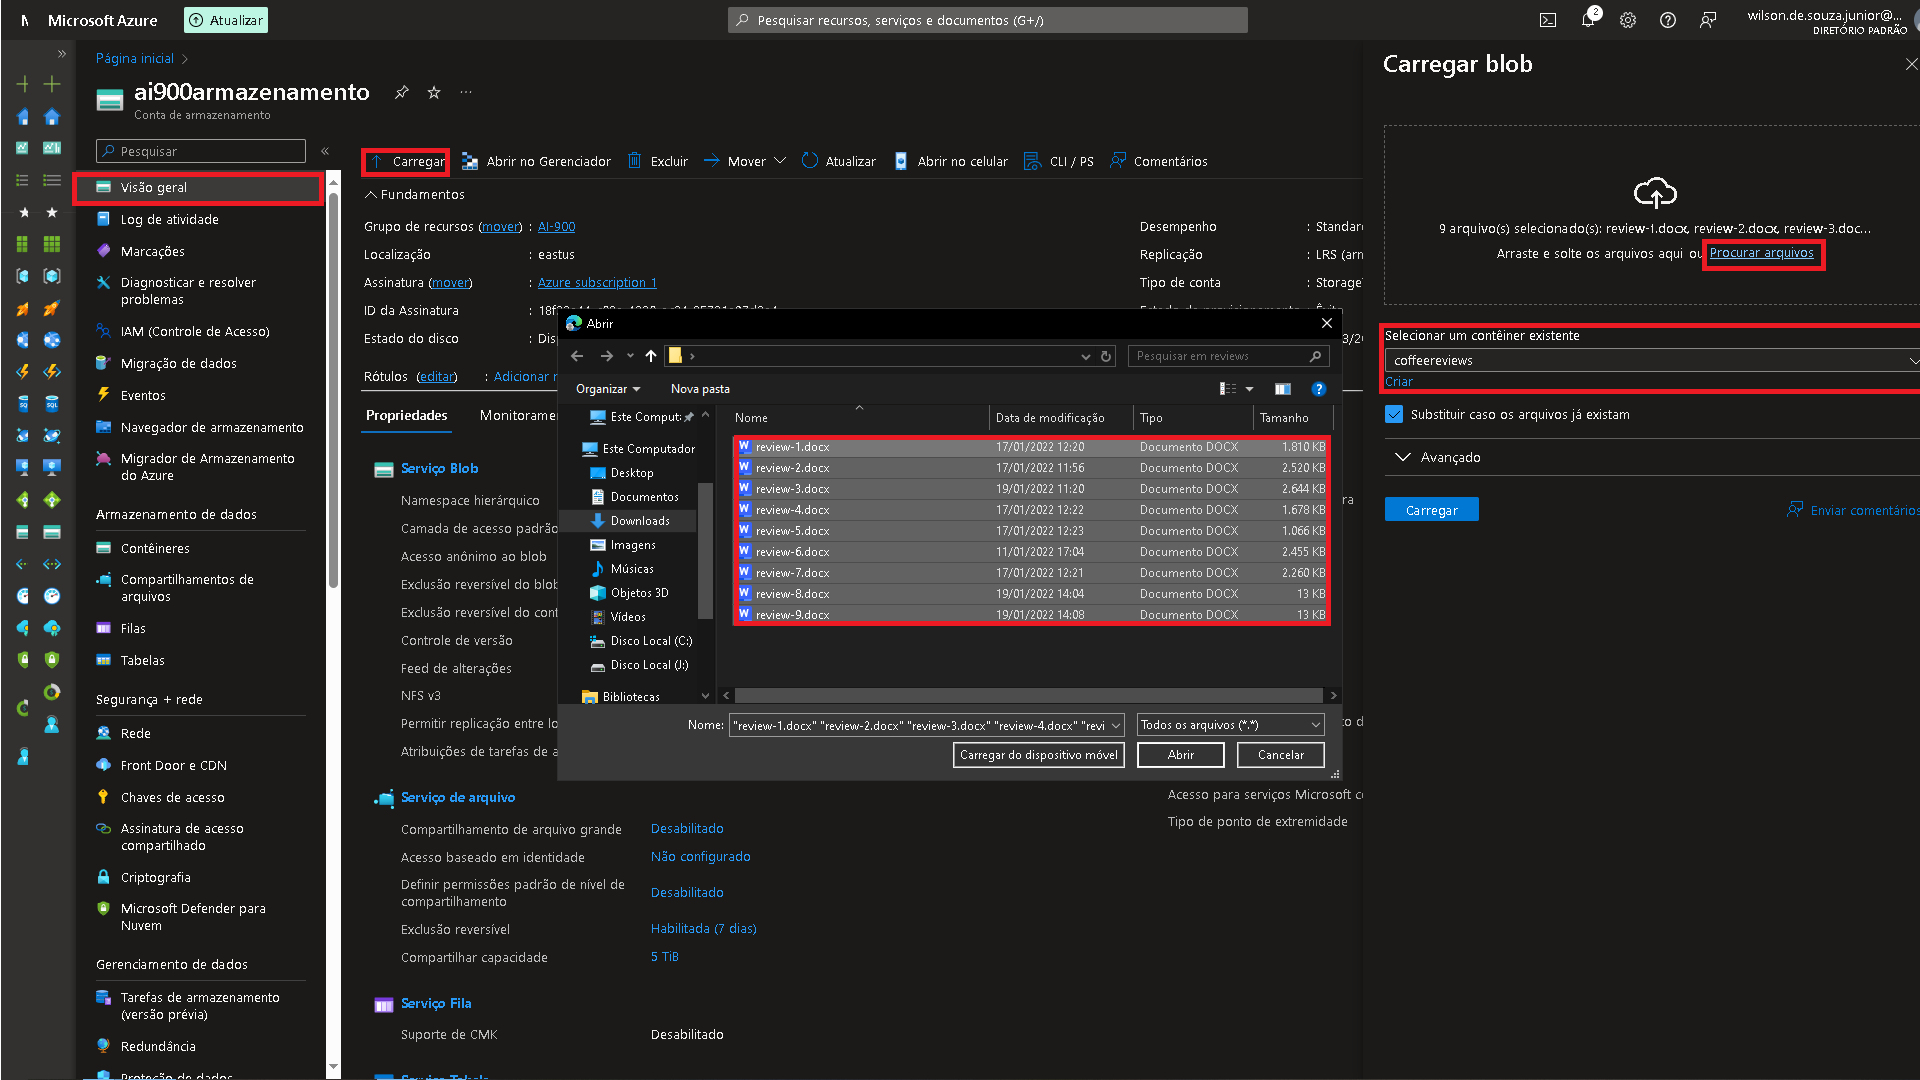 Microsoft Azure
Atualizar
Pesquisar recursos, serviços e documentos (G+/)
2
wilson.de.souza.junior@...
DIRETÓRIO PADRÃO
Página inicial
ai900armazenamento
Conta de armazenamento
Pesquisar
Visão geral
Log de atividade
Marcações
Diagnosticar e resolver
problemas
IAM (Controle de Acesso)
Migração de dados
Eventos
Navegador de armazenamento
Migrador de Armazenamento
do Azure
Armazenamento de dados
Contêineres
Compartilhamentos de
arquivos
Filas
Tabelas
Segurança + rede
Rede
Front Door e CDN
Chaves de acesso
Assinatura de acesso
compartilhado
Criptografia
Microsoft Defender para
Nuvem
Gerenciamento de dados
Tarefas de armazenamento
(versão prévia)
Redundância
Proteção de dados
Carregar
Abrir no Gerenciador
Excluir
Mover
Atualizar
Abrir no celular
CLI / PS
Comentários
Fundamentos
Grupo de recursos (mover) : AI-900
Localização : eastus
Assinatura (mover) : Azure subscription 1
ID da Assinatura
Estado do disco : Disp
Rótulos (editar) : Adicionar
Desempenho : Standar
Replicação : LRS (arm
Tipo de conta : Storage
Propriedades
Monitoramen
Serviço Blob
Namespace hierárquico
Camada de acesso padrão
Acesso anônimo ao blob
Exclusão reversível do blob
Exclusão reversível do cont
Controle de versão
Feed de alterações
NFS v3
Permitir replicação entre lo
Atribuições de tarefas de a
Serviço de arquivo
Compartilhamento de arquivo grande Desabilitado
Acesso baseado em identidade Não configurado
Definir permissões padrão de nível de
compartilhamento Desabilitado
Exclusão reversível Habilitada (7 dias)
Compartilhar capacidade 5 TiB
Serviço Fila
Suporte de CMK Desabilitado
Serviço Tabela
Acesso para serviços Microsoft co
Tipo de ponto de extremidade
Abrir
Pesquisar em reviews
Organizar
Nova pasta
Este Computa
Este Computador
Desktop
Documentos
Downloads
Imagens
Músicas
Objetos 3D
Vídeos
Disco Local (C:)
Disco Local (J:)
Bibliotecas
Nome Data de modificação Tipo Tamanho
review-1.docx 17/01/2022 12:20 Documento DOCX 1.810 KB
review-2.docx 17/01/2022 11:56 Documento DOCX 2.520 KB
review-3.docx 19/01/2022 11:20 Documento DOCX 2.644 KB
review-4.docx 17/01/2022 12:22 Documento DOCX 1.678 KB
review-5.docx 17/01/2022 12:23 Documento DOCX 1.066 KB
review-6.docx 11/01/2022 17:04 Documento DOCX 2.455 KB
review-7.docx 17/01/2022 12:21 Documento DOCX 2.260 KB
review-8.docx 19/01/2022 14:04 Documento DOCX 13 KB
review-9.docx 19/01/2022 14:08 Documento DOCX 13 KB
Nome: "review-1.docx" "review-2.docx" "review-3.docx" "review-4.docx" "revi
Todos os arquivos (*.*)
Carregar do dispositivo móvel
Abrir
Cancelar
Carregar blob
9 arquivo(s) selecionado(s): review-1.docx, review-2.docx, review-3.doc...
Arraste e solte os arquivos aqui ou Procurar arquivos
Selecionar um contêiner existente
coffeereviews
Criar
Substituir caso os arquivos já existam
Avançado
Carregar
Enviar comentários